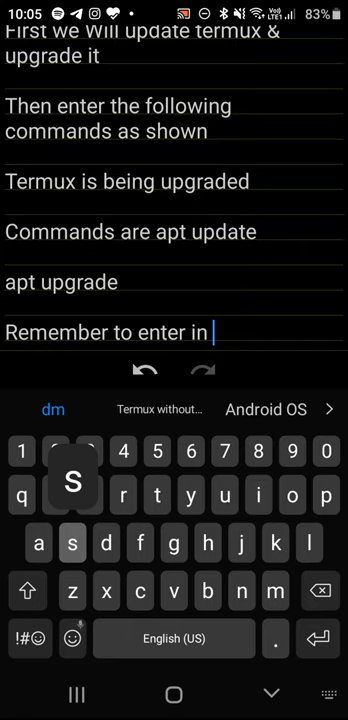 10:05 Vo)) LTE1 83%
First we Will update termux &
upgrade it
Then enter the following
commands as shown
Termux is being upgraded
Commands are apt update
apt upgrade
Remember to enter in
dm Termux without... Android OS
1 4 5 6 7 8 9 0
s
q r t y u i o p
a s d f g h j k l
z x c v b n m
!#☺ English (US) .